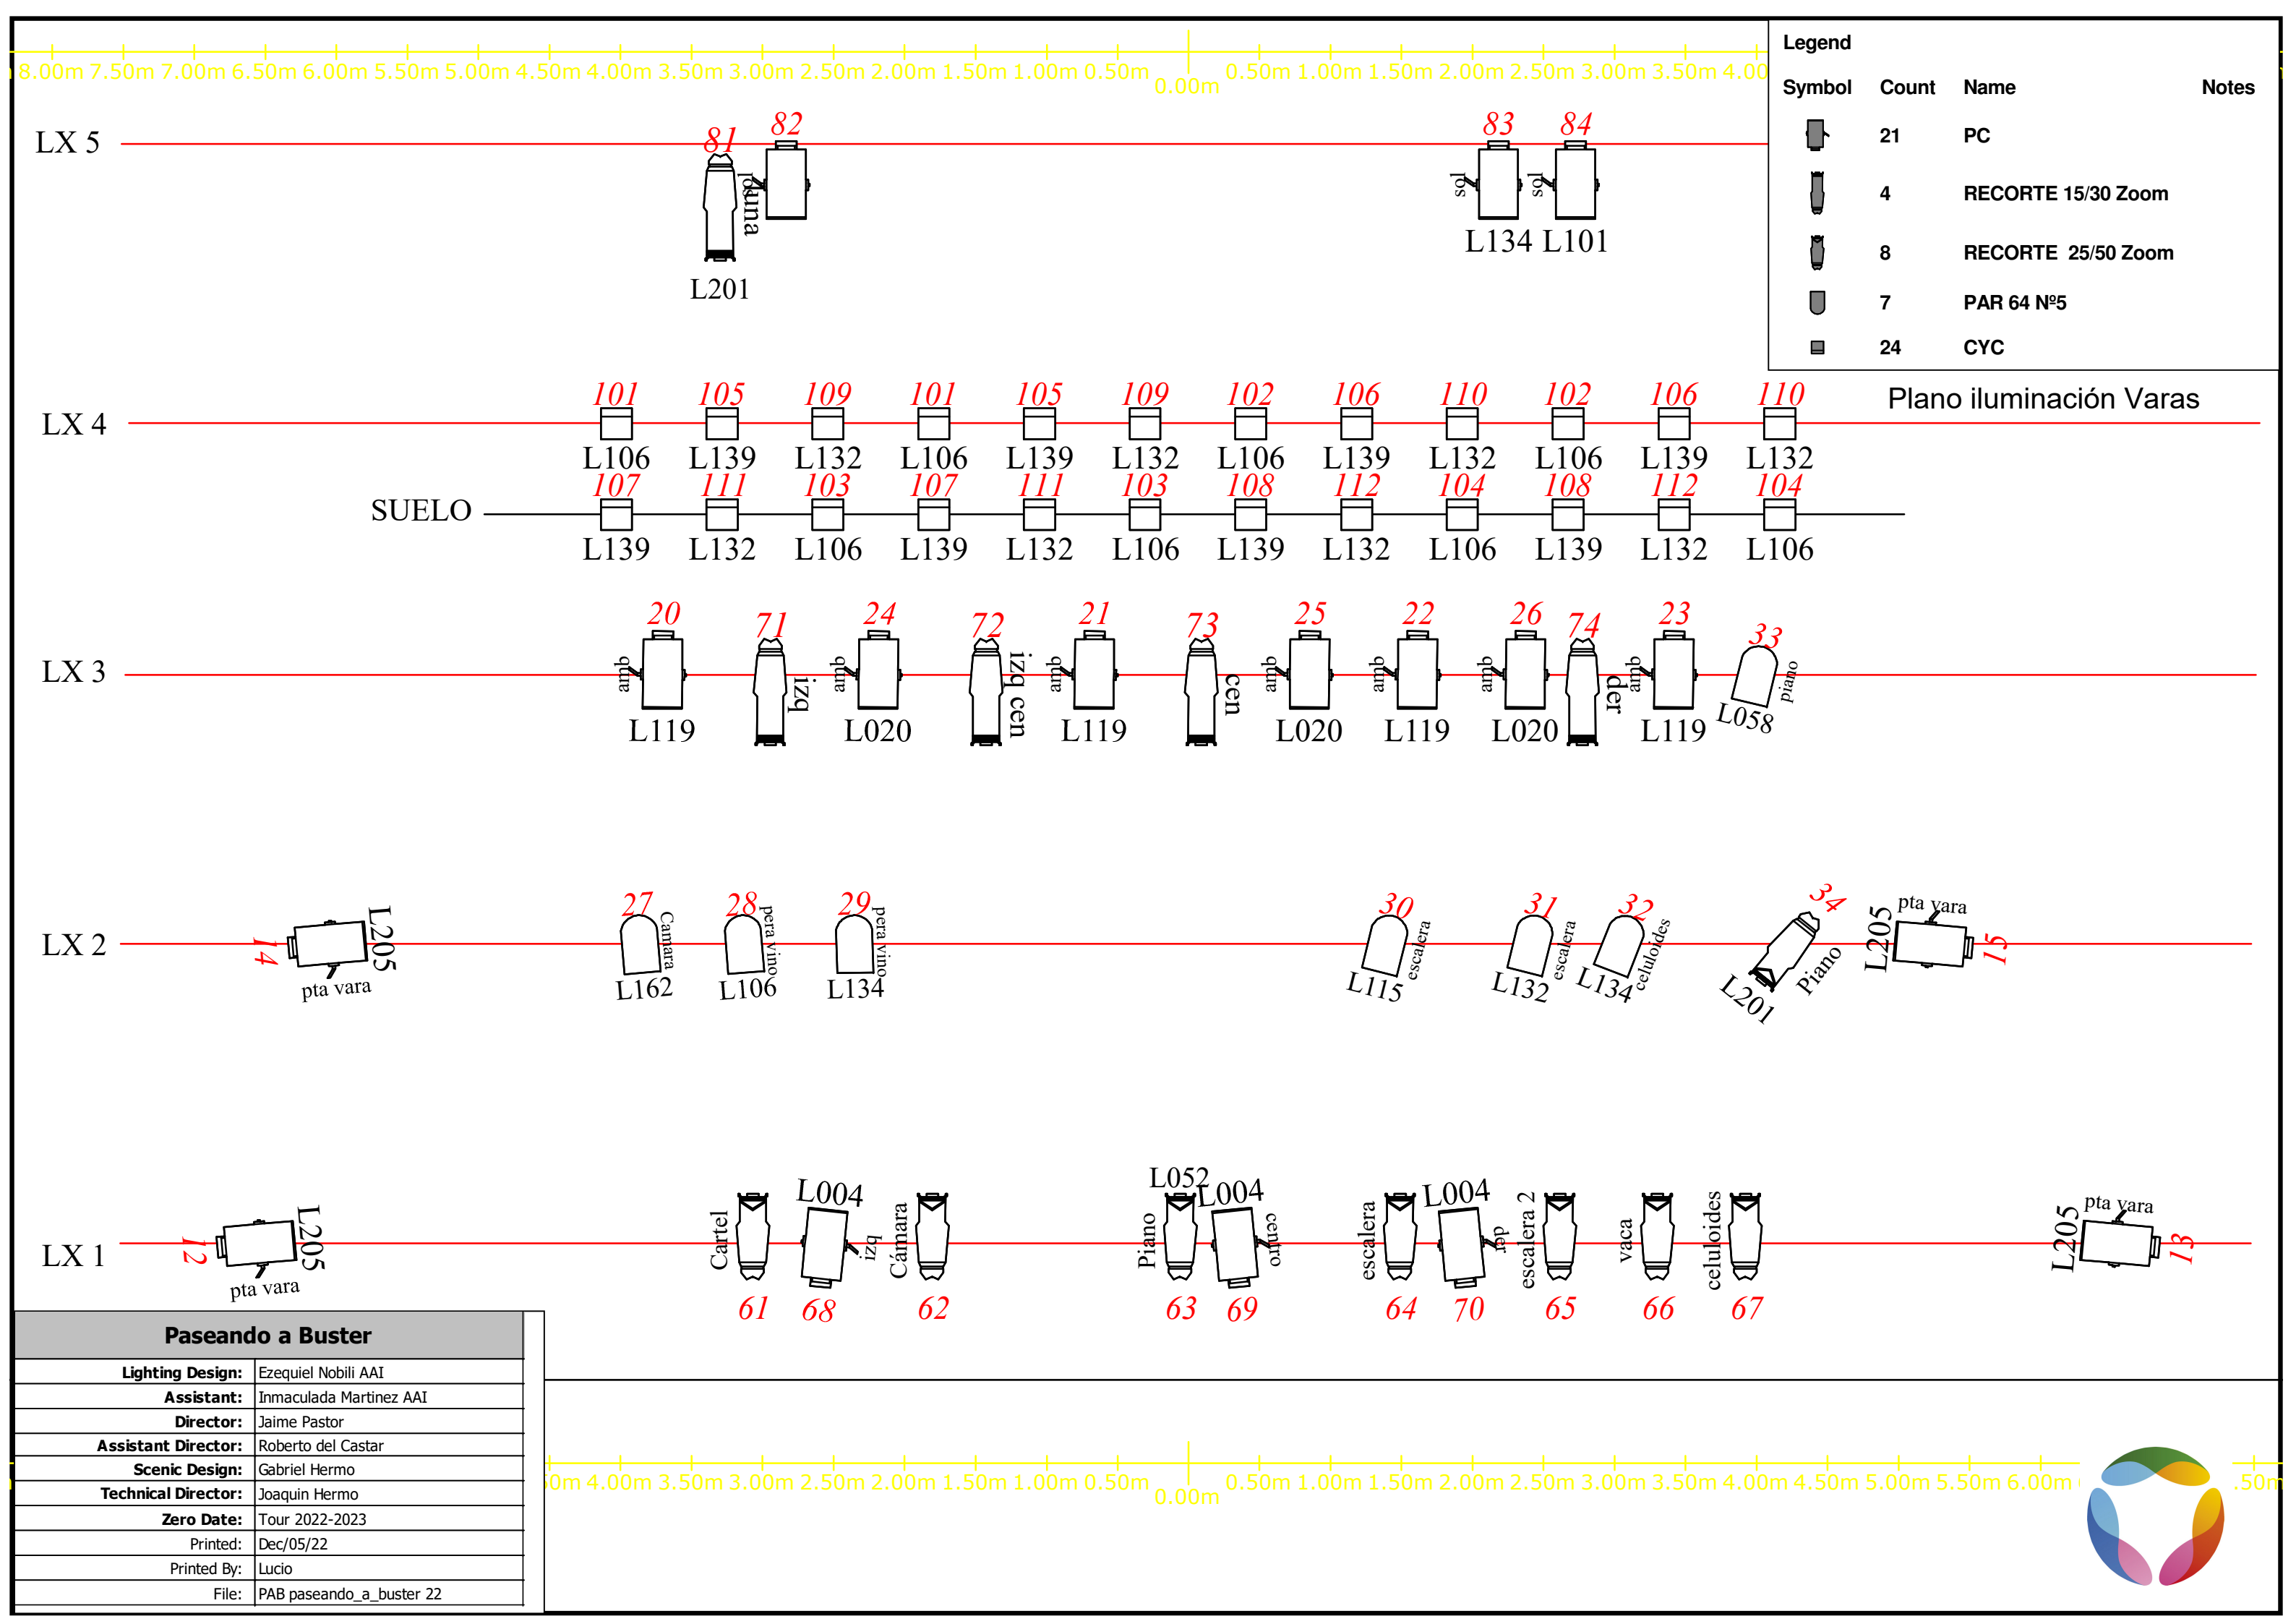 8.00m 7.50m 7.00m 6.50m 6.00m 5.50m 5.00m 4.50m 4.00m 3.50m 3.00m 2.50m 2.00m 1.50m 1.00m 0.50m 0.00m 0.50m 1.00m 1.50m 2.00m 2.50m 3.00m 3.50m 4.00
Legend
Symbol Count Name Notes
21 PC
4 RECORTE 15/30 Zoom
8 RECORTE 25/50 Zoom
7 PAR 64 Nº5
24 CYC
Plano iluminación Varas
LX 5
81 82 83 84
luna sol sol
L201 L134 L101
LX 4
101 105 109 101 105 109 102 106 110 102 106 110
L106 L139 L132 L106 L139 L132 L106 L139 L132 L106 L139 L132
SUELO
107 111 103 107 111 103 108 112 104 108 112 104
L139 L132 L106 L139 L132 L106 L139 L132 L106 L139 L132 L106
LX 3
20 71 24 72 21 73 25 22 26 74 23 33
amb izq amb izq cen amb cen amb amb amb der amb piano
L119 L020 L119 L020 L119 L020 L119 L058
LX 2
14 27 28 29 30 31 32 34 15
pta vara Camara pera vino pera vino escalera escalera celuloides Piano pta vara
L205 L162 L106 L134 L115 L132 L134 L201 L205
LX 1
L205 L004 L052 L004 L004 L205
pta vara Cartel izq Cámara Piano centro escalera der escalera 2 vaca celuloides pta vara
12 61 68 62 63 69 64 70 65 66 67 13
Paseando a Buster
Lighting Design: Ezequiel Nobili AAI
Assistant: Inmaculada Martinez AAI
Director: Jaime Pastor
Assistant Director: Roberto del Castar
Scenic Design: Gabriel Hermo
Technical Director: Joaquin Hermo
Zero Date: Tour 2022-2023
Printed: Dec/05/22
Printed By: Lucio
File: PAB paseando_a_buster 22
50m 4.00m 3.50m 3.00m 2.50m 2.00m 1.50m 1.00m 0.50m 0.00m 0.50m 1.00m 1.50m 2.00m 2.50m 3.00m 3.50m 4.00m 4.50m 5.00m 5.50m 6.00m .50m